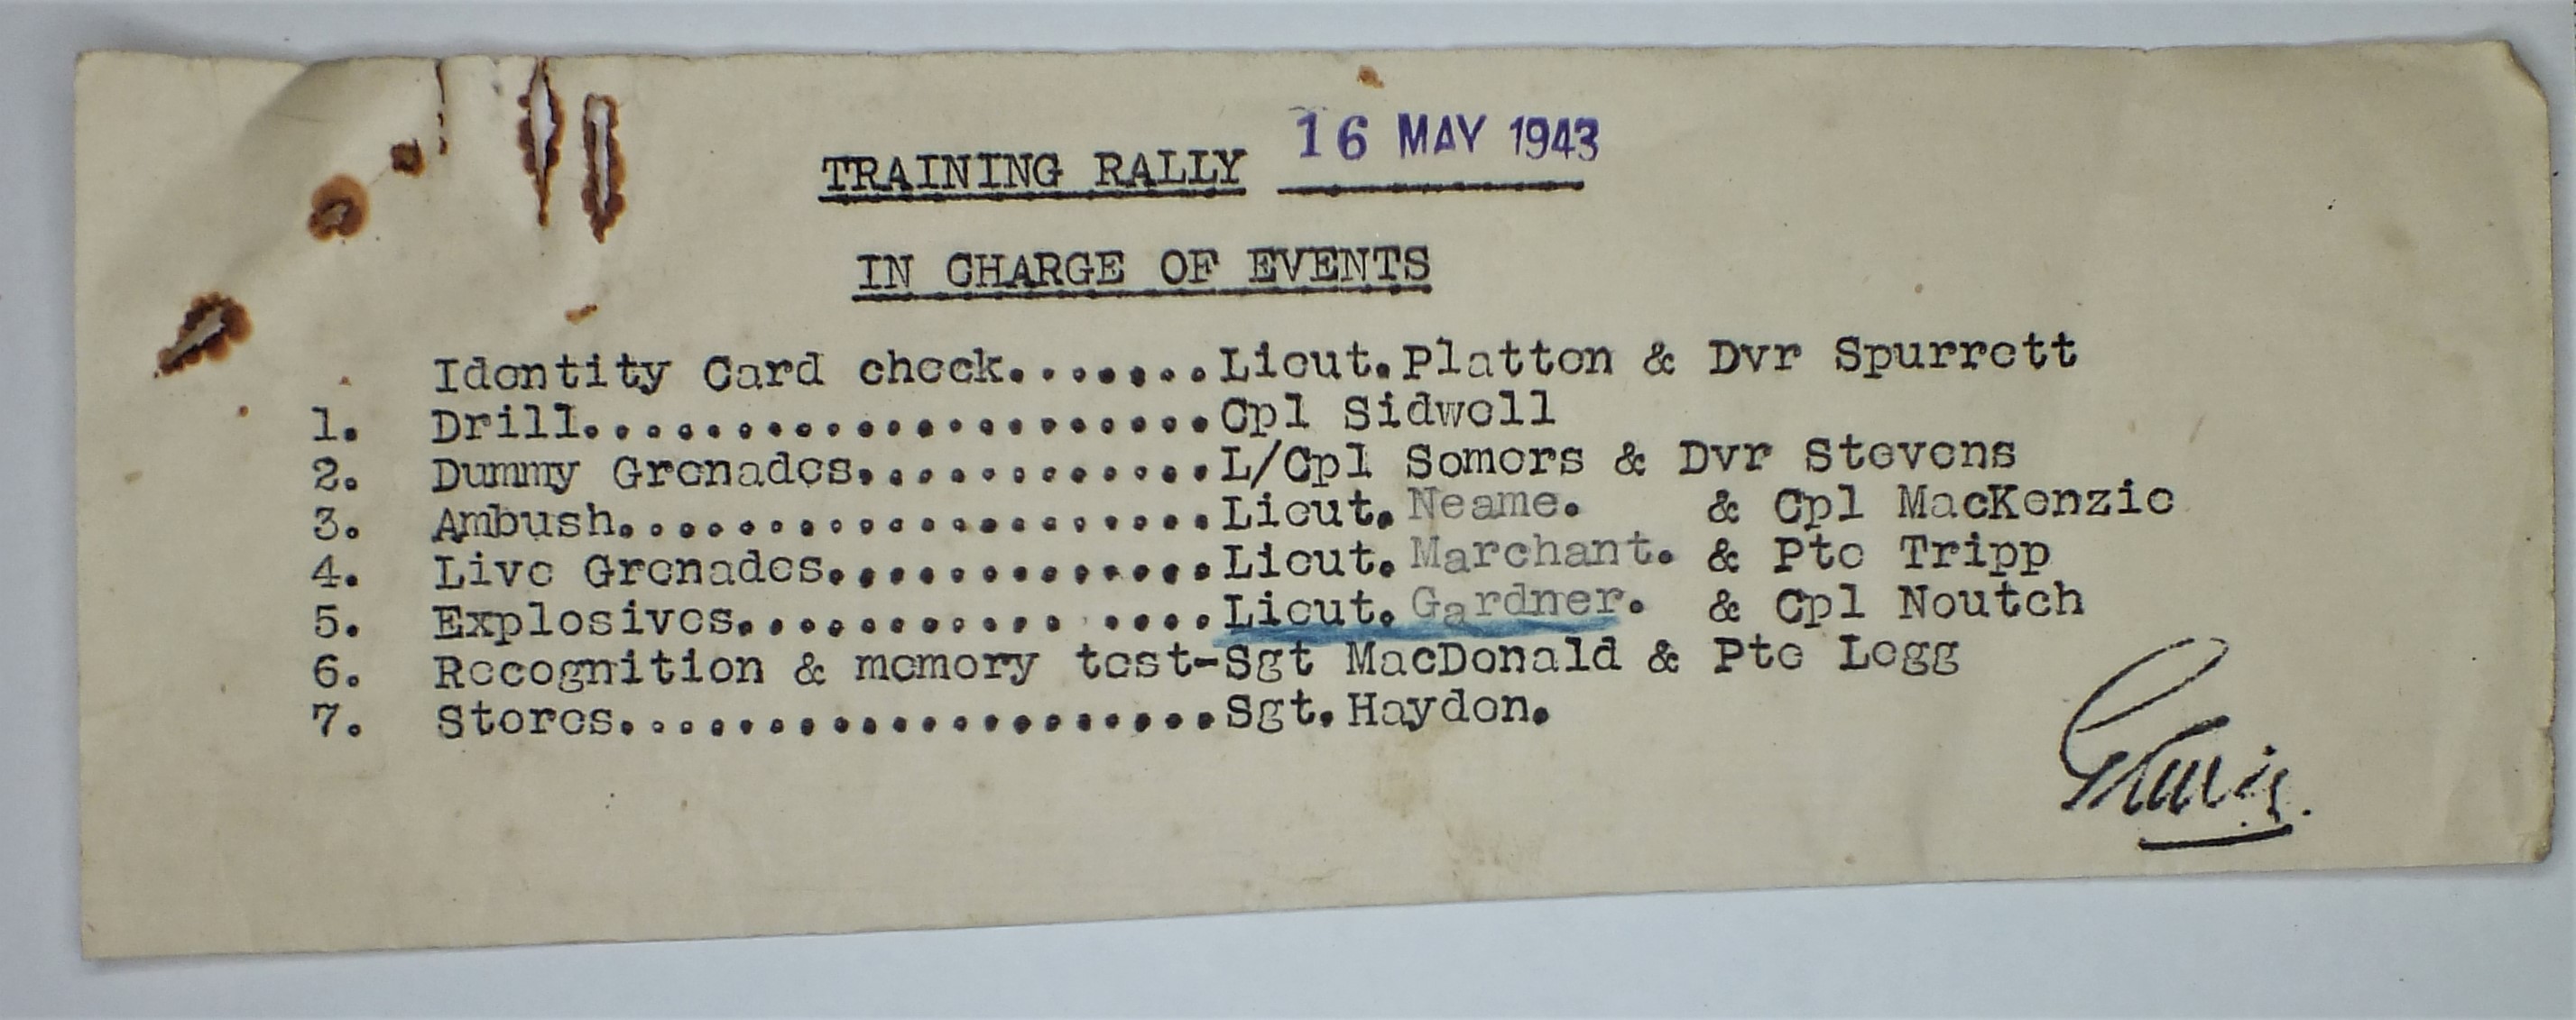 TRAINING RALLY 16 MAY 1943
IN CHARGE OF EVENTS
Identity Card check.......Lieut.Platten & Dvr Spurrett
1. Drill.....................Cpl Sidwell
2. Dummy Grenades............L/Cpl Somers & Dvr Stevens
3. Ambush....................Lieut.Neame. & Cpl MacKenzie
4. Live Grenades.............Lieut.Marchant. & Pte Tripp
5. Explosives........... ....Lieut.Gardner. & Cpl Noutch
6. Recognition & memory test-Sgt MacDonald & Pte Legg
7. Stores....................Sgt.Haydon.